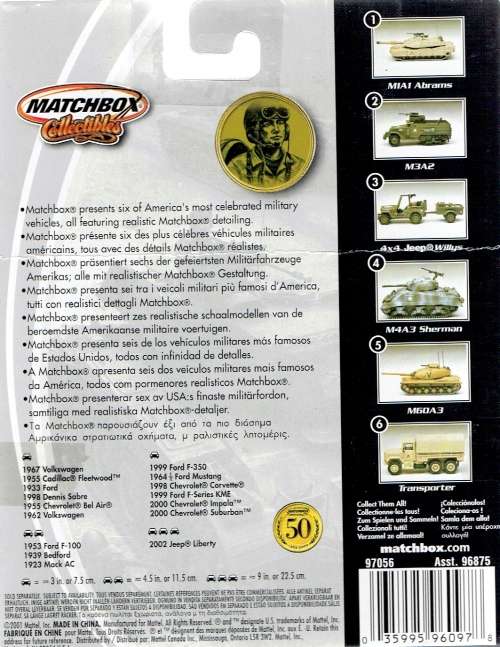 MATCHBOX
Collectibles
•Matchbox® presents six of America's most celebrated military
vehicles, all featuring realistic Matchbox® detailing.
•Matchbox® présente six des plus célèbres véhicules militaires
américains, tous avec des détails Matchbox® réalistes.
•Matchbox® präsentiert sechs der gefeiertsten Militärfahrzeuge
Amerikas; alle mit realistischer Matchbox® Gestaltung.
•Matchbox® presenta sei tra i veicoli militari più famosi d'America,
tutti con realistici dettagli Matchbox®.
•Matchbox® presenteert zes realistische schaalmodellen van de
beroemdste Amerikaanse militaire voertuigen.
•Matchbox® presenta seis de los vehículos militares más famosos
de Estados Unidos, todos con infinidad de detalles.
•A Matchbox® apresenta seis dos veículos militares mais famosos
da América, todos com pormenores realísticos Matchbox®.
•Matchbox® presenterar sex av USA:s finaste militärfordon,
samtliga med realistiska Matchbox®-detaljer.
•Τα Matchbox® παρουσιάζουν έξι από τα πιο διάσημα
Αμερικάνικα στρατιωτικά οχήματα, με ρεαλιστικές λεπτομέρειες.
1967 Volkswagen
1955 Cadillac® Fleetwood™
1933 Ford
1998 Dennis Sabre
1955 Chevrolet® Bel Air®
1962 Volkswagen
1999 Ford F-350
1964 ½ Ford Mustang
1998 Chevrolet® Corvette®
1999 Ford F-Series KME
2000 Chevrolet® Impala™
2000 Chevrolet® Suburban™
1953 Ford F-100
1939 Bedford
1923 Mack AC
2002 Jeep® Liberty
50
= 3 in. or 7.5 cm. = 4.5 in. or 11.5 cm. = 9 in. or 22.5 cm.
©2001 Mattel, Inc. MADE IN CHINA.
FABRIQUÉ EN CHINE pour Mattel.
1
M1A1 Abrams
2
M3A2
3
4x4 Jeep® Willys
4
M4A3 Sherman
5
M60A3
6
Transporter
Collect Them All!
Collectionne-les tous!
Zum Spielen und Sammeln!
Collezionali tutti!
Verzamel ze allemaal!
¡Colecciónalos!
Coleciona-os !
Samla dem alla!
matchbox.com
97056 Asst. 96875
0 35995 96097 8